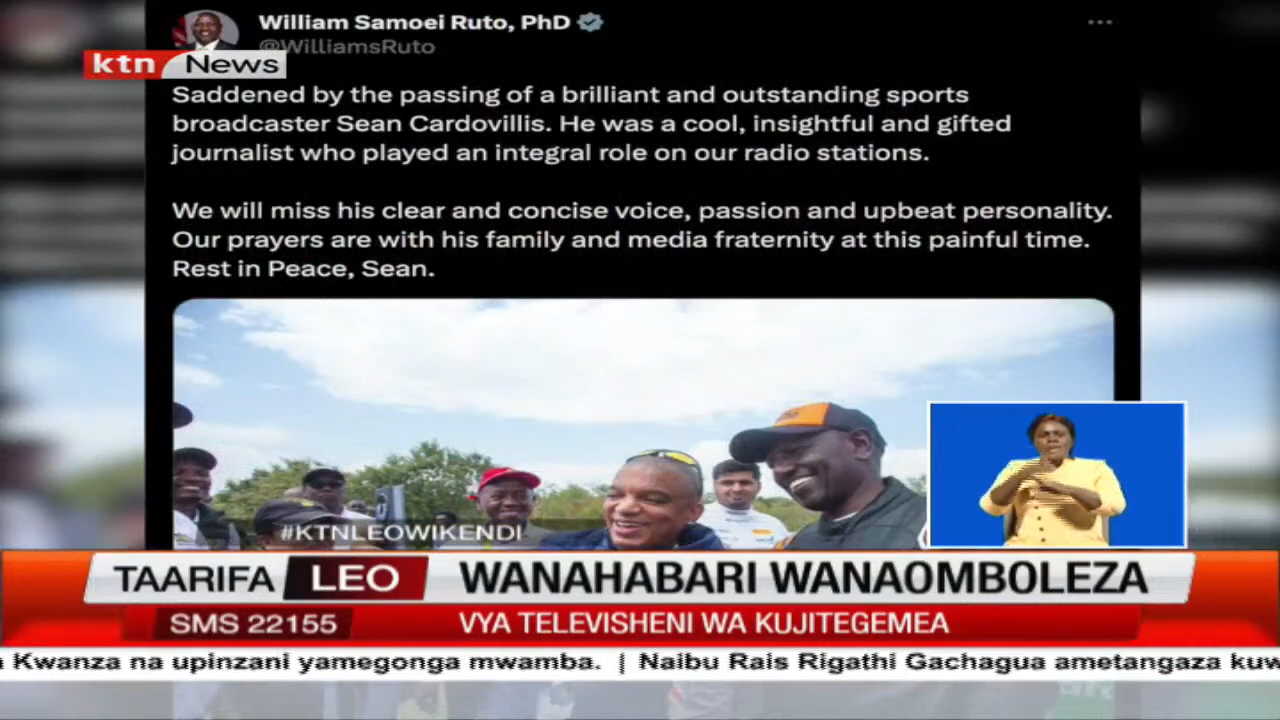 William Samoei Ruto, PhD
@WilliamsRuto
ktn News
Saddened by the passing of a brilliant and outstanding sports
broadcaster Sean Cardovillis. He was a cool, insightful and gifted
journalist who played an integral role on our radio stations.
We will miss his clear and concise voice, passion and upbeat personality.
Our prayers are with his family and media fraternity at this painful time.
Rest in Peace, Sean.
#KTNLEOWIKENDI
TAARIFA LEO WANAHABARI WANAOMBOLEZA
SMS 22155 VYA TELEVISHENI WA KUJITEGEMEA
Kwanza na upinzani yamegonga mwamba. | Naibu Rais Rigathi Gachagua ametangaza kuw